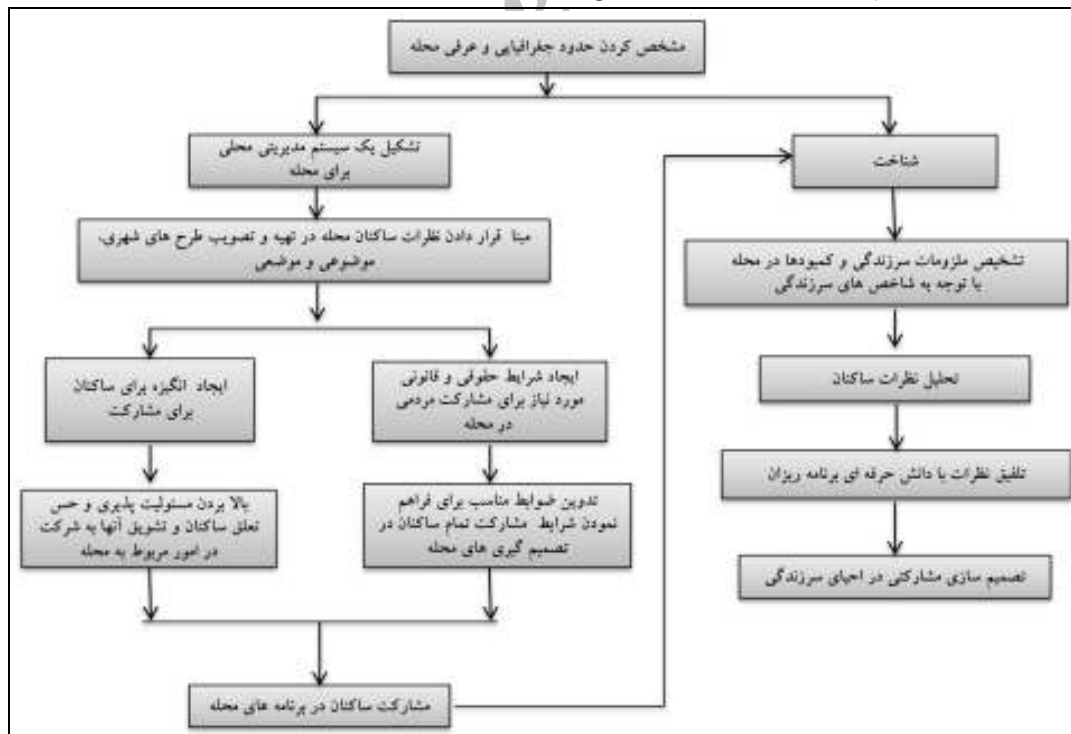 مشخص کردن حدود جغرافیایی و عرفی محله
شناخت
تشخیص ملزومات سرزندگی و کمبودها در محله
با توجه به شاخص های سرزندگی
تحلیل نظرات ساکنان
تلفیق نظرات با دانش حرفه ای برنامه ریزان
تصمیم سازی مشارکتی در احیای سرزندگی
تشکیل یک سیستم مدیریتی محلی
برای محله
مبنا قرار دادن نظرات ساکنان محله در تهیه و تصویب طرح های شهری،
موضوعی و موضعی
ایجاد شرایط حقوقی و قانونی
مورد نیاز برای مشارکت مردمی
در محله
تدوین ضوابط مناسب برای فراهم
نمودن شرایط مشارکت تمام ساکنان در
تصمیم گیری های محله
ایجاد انگیزه برای ساکنان
برای مشارکت
بالا بردن مسئولیت پذیری و حس
تعلق ساکنان و تشویق آنها به شرکت
در امور مربوط به محله
مشارکت ساکنان در برنامه های محله